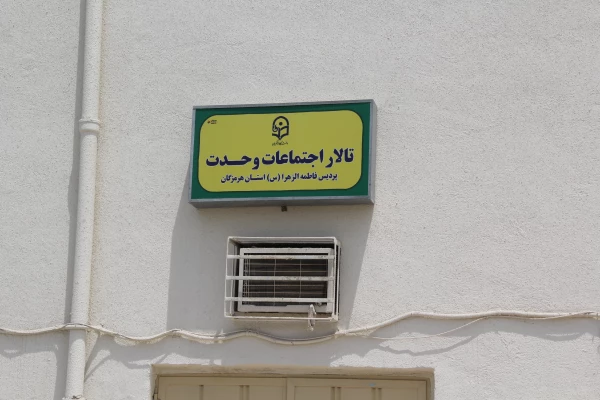 تالار اجتماعات وحدت
پردیس فاطمه الزهرا (س) استان هرمزگان